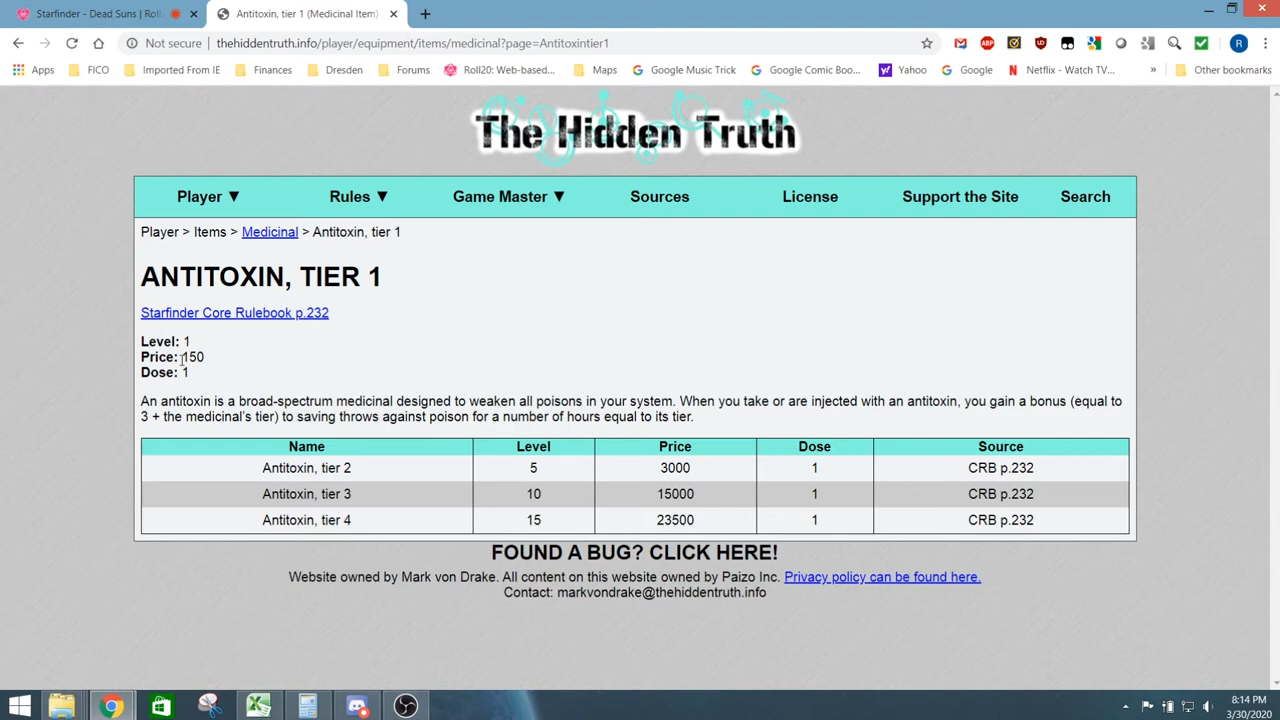 Starfinder - Dead Suns | Roll2
Antitoxin, tier 1 (Medicinal Item)
Not secure | thehiddentruth.info/player/equipment/items/medicinal?page=Antitoxintier1
ABP
R
Apps FICO Imported From IE Finances Dresden Forums Roll20: Web-based... Maps Google Music Trick Google Comic Boo... Yahoo Google Netflix - Watch TV... » Other bookmarks
The Hidden Truth
Player ▼ Rules ▼ Game Master ▼ Sources License Support the Site Search
Player > Items > Medicinal > Antitoxin, tier 1
ANTITOXIN, TIER 1
Starfinder Core Rulebook p.232
Level: 1
Price: 150
Dose: 1
An antitoxin is a broad-spectrum medicinal designed to weaken all poisons in your system. When you take or are injected with an antitoxin, you gain a bonus (equal to
3 + the medicinal's tier) to saving throws against poison for a number of hours equal to its tier.
Name Level Price Dose Source
Antitoxin, tier 2 5 3000 1 CRB p.232
Antitoxin, tier 3 10 15000 1 CRB p.232
Antitoxin, tier 4 15 23500 1 CRB p.232
FOUND A BUG? CLICK HERE!
Website owned by Mark von Drake. All content on this website owned by Paizo Inc. Privacy policy can be found here.
Contact: markvondrake@thehiddentruth.info
8:14 PM
3/30/2020